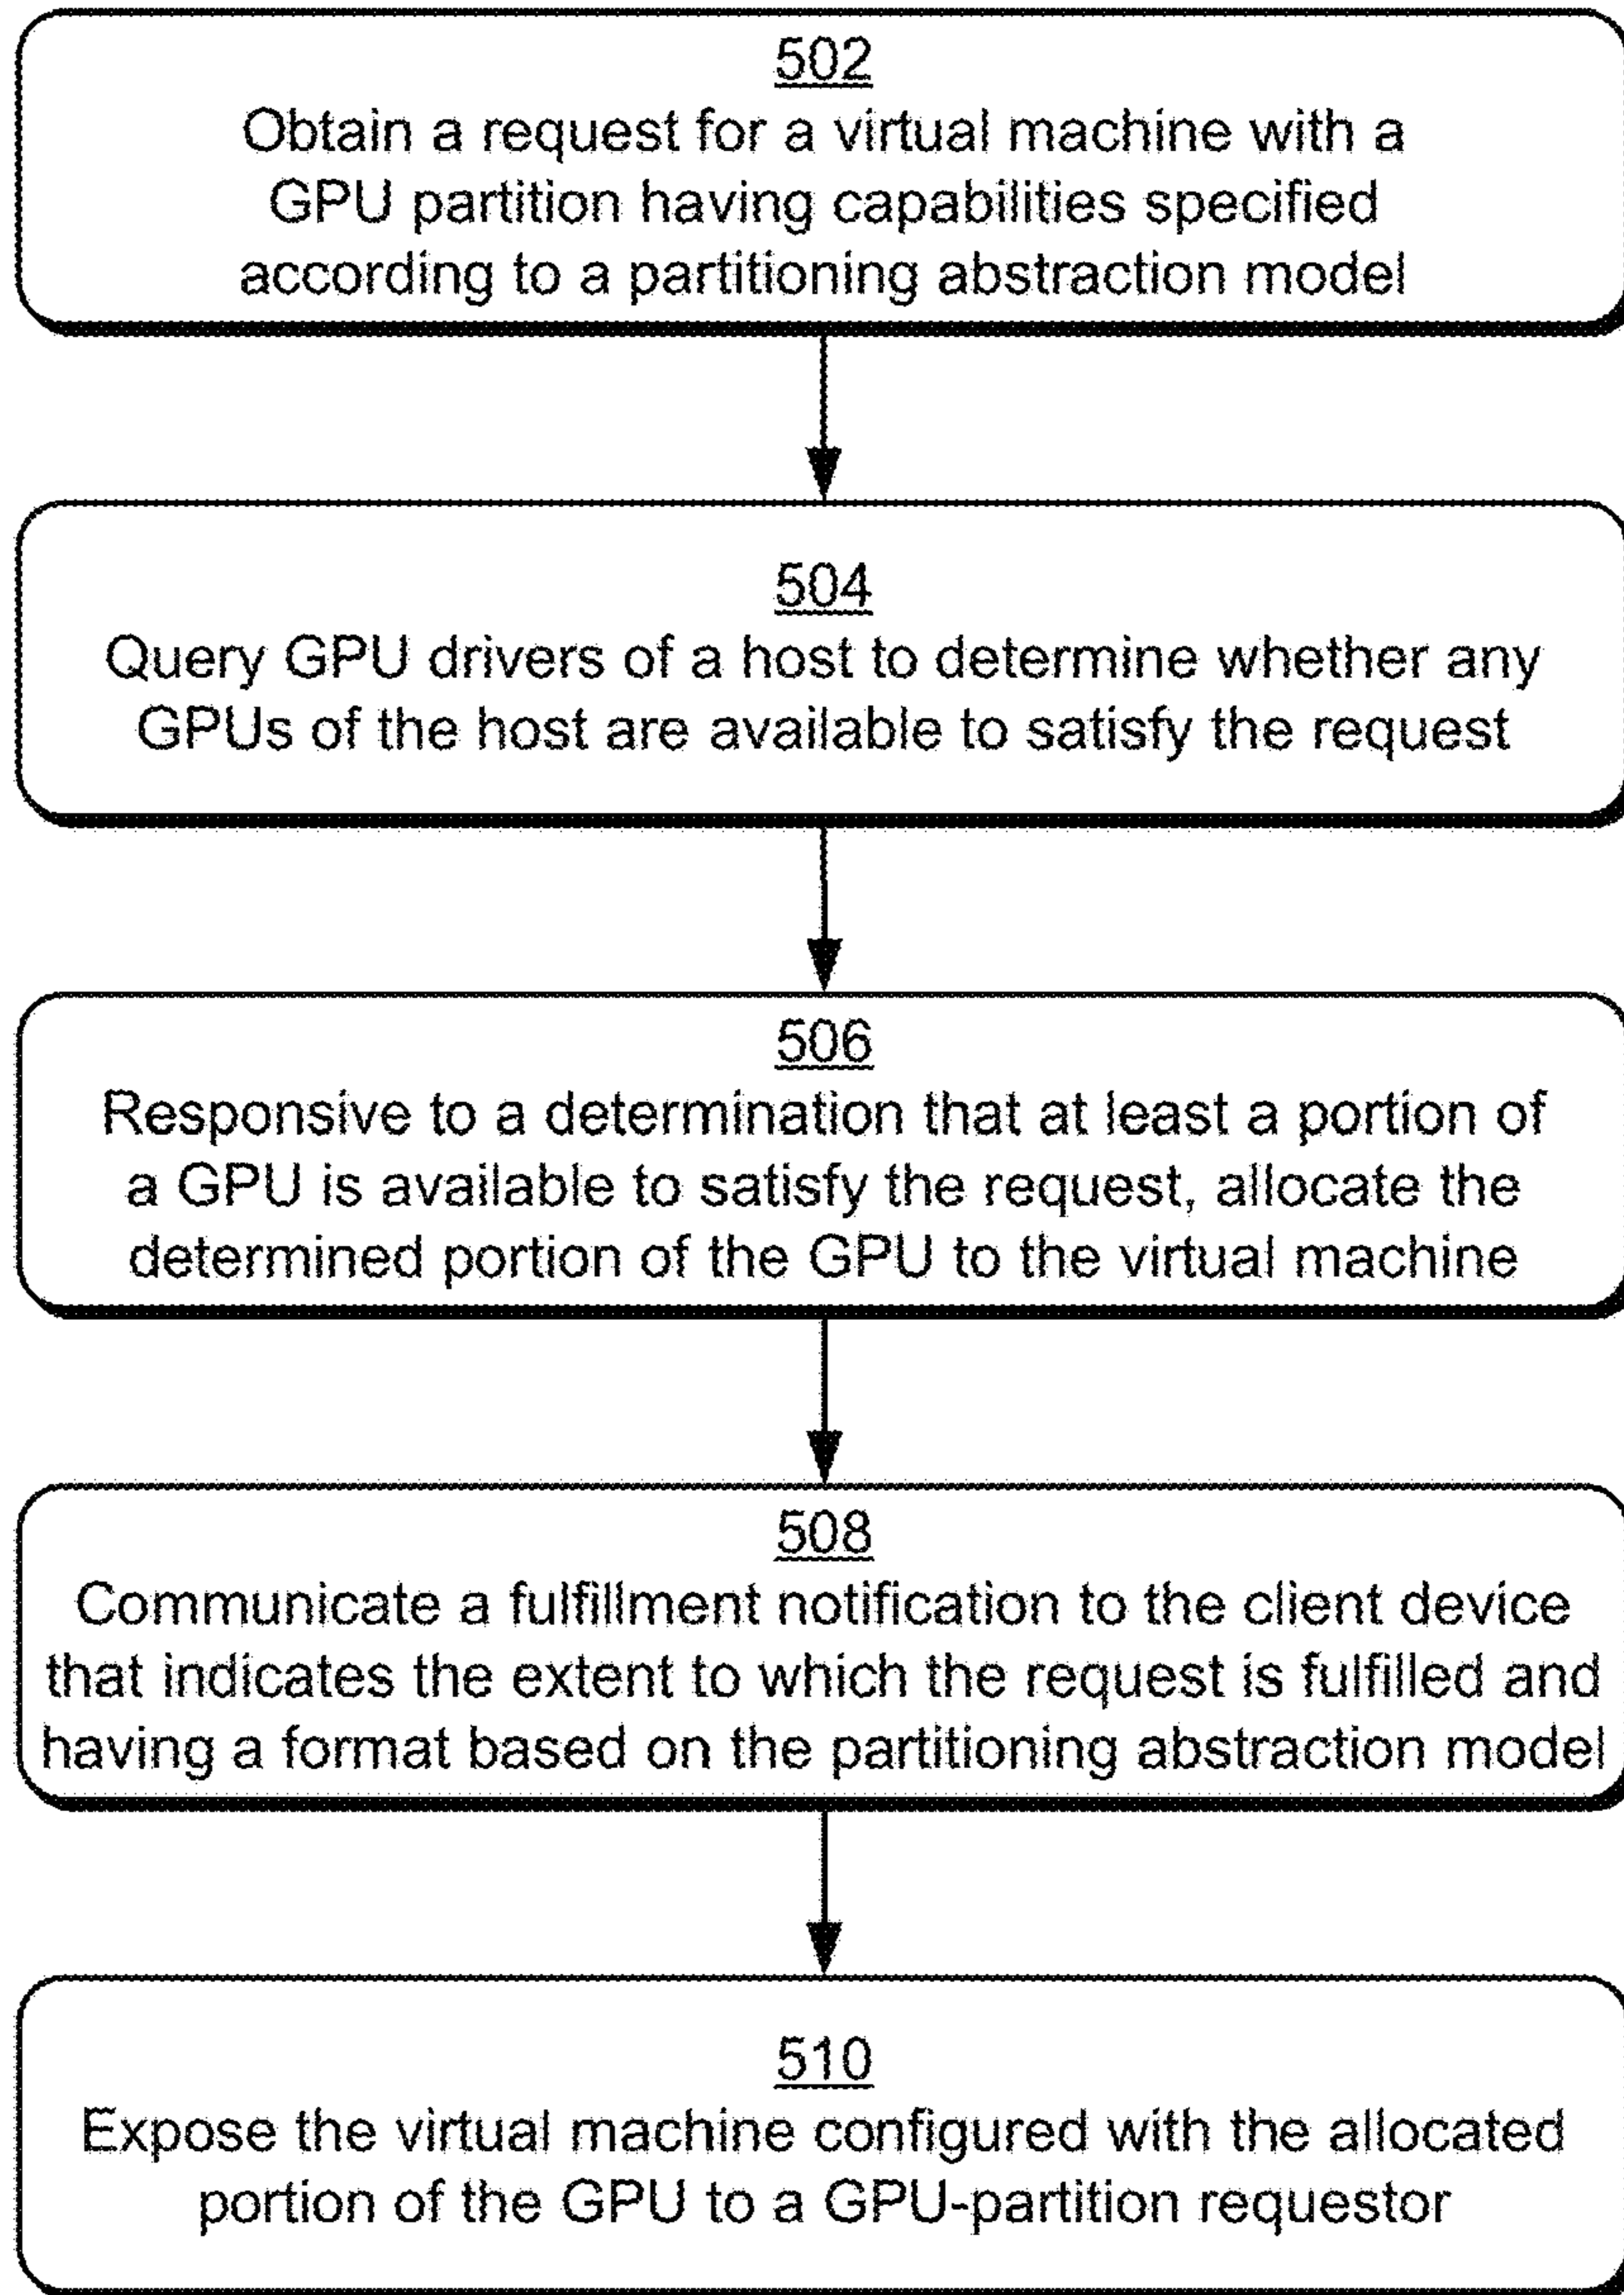 502
Obtain a request for a virtual machine with a
GPU partition having capabilities specified
according to a partitioning abstraction model
504
Query GPU drivers of a host to determine whether any
GPUs of the host are available to satisfy the request
506
Responsive to a determination that at least a portion of
a GPU is available to satisfy the request, allocate the
determined portion of the GPU to the virtual machine
508
Communicate a fulfillment notification to the client device
that indicates the extent to which the request is fulfilled and
having a format based on the partitioning abstraction model
510
Expose the virtual machine configured with the allocated
portion of the GPU to a GPU-partition requestor